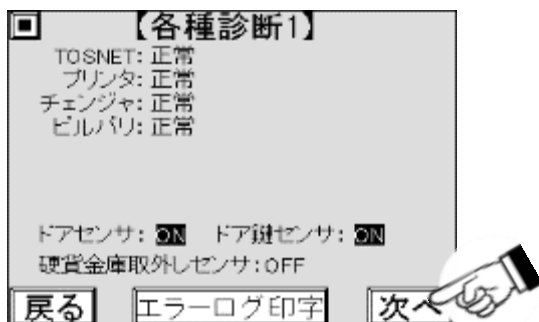 【各種診断1】
TOSNET: 正常
プリンタ: 正常
チェンジャ: 正常
ビルバリ: 正常
ドアセンサ: ON ドア鍵センサ: ON
硬貨金庫取外しセンサ:OFF
戻る エラーログ印字 次へ